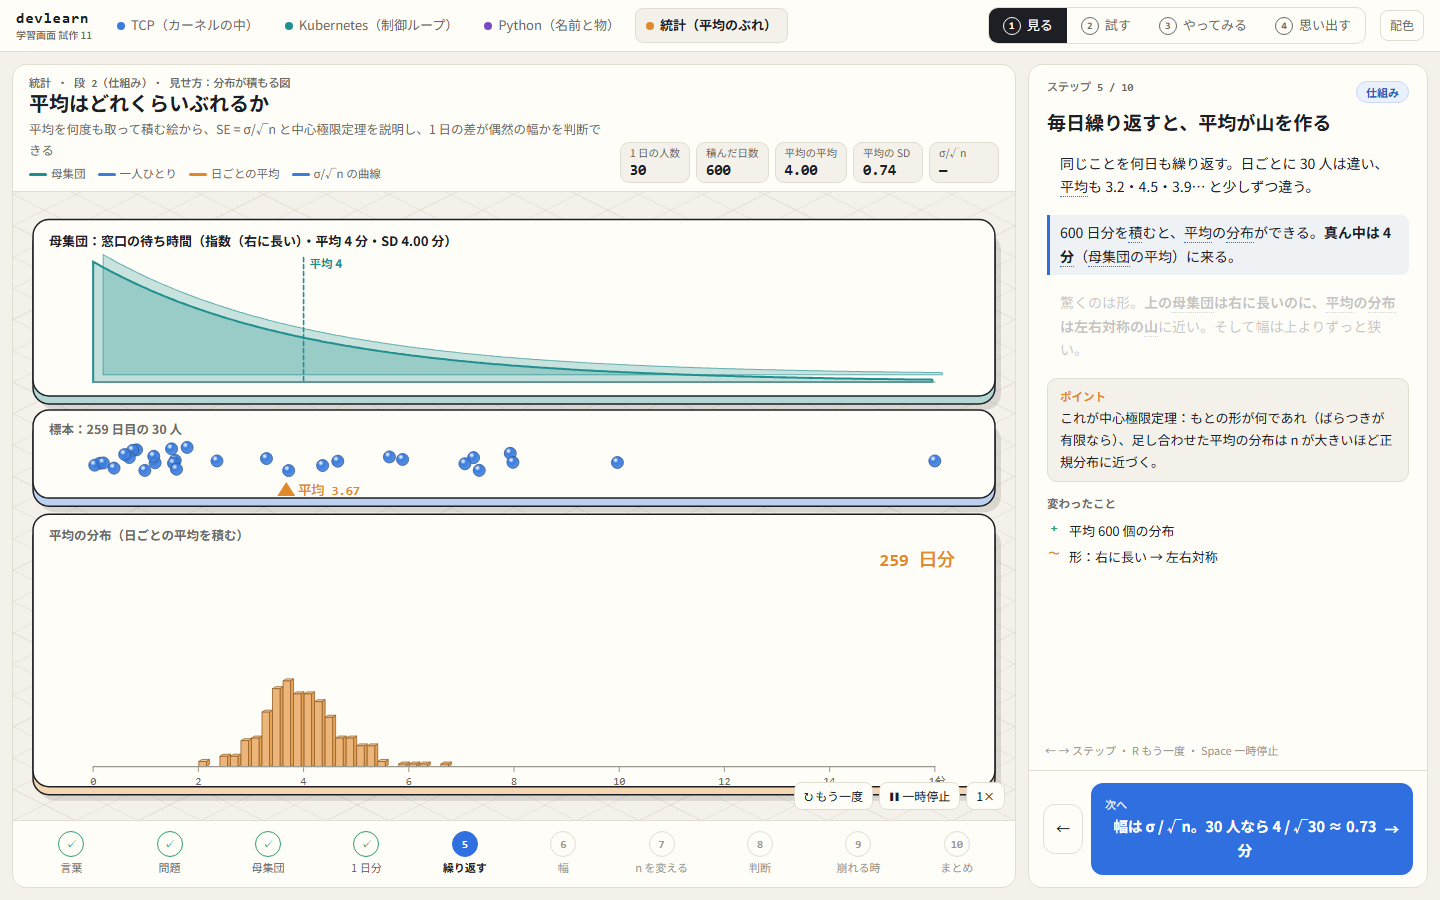 devlearn
学習画面 試作 11
TCP（カーネルの中）
Kubernetes（制御ループ）
Python（名前と物）
統計（平均のぶれ）
1 見る
2 試す
3 やってみる
4 思い出す
配色
統計 ・ 段 2（仕組み）・ 見せ方：分布が積もる図
平均はどれくらいぶれるか
平均を何度も取って積む絵から、SE = σ/√n と中心極限定理を説明し、1 日の差が偶然の幅かを判断で
きる
母集団
一人ひとり
日ごとの平均
σ/√n の曲線
1 日の人数
30
積んだ日数
600
平均の平均
4.00
平均の SD
0.74
σ/√n
—
母集団：窓口の待ち時間（指数（右に長い）・平均 4 分・SD 4.00 分）
平均 4
標本：259 日目の 30 人
平均 3.67
平均の分布（日ごとの平均を積む）
259 日分
0 2 4 6 8 10 12 14 16分
↻ もう一度
一時停止
1×
✓ ✓ ✓ ✓ 5 6 7 8 9 10
言葉 問題 母集団 1 日分 繰り返す 幅 n を変える 判断 崩れる時 まとめ
ステップ 5 / 10
仕組み
毎日繰り返すと、平均が山を作る
同じことを何日も繰り返す。日ごとに 30 人は違い、
平均も 3.2・4.5・3.9… と少しずつ違う。
600 日分を積むと、平均の分布ができる。真ん中は 4
分（母集団の平均）に来る。
驚くのは形。上の母集団は右に長いのに、平均の分布
は左右対称の山に近い。そして幅は上よりずっと狭
い。
ポイント
これが中心極限定理：もとの形が何であれ（ばらつきが
有限なら）、足し合わせた平均の分布は n が大きいほど正
規分布に近づく。
変わったこと
+ 平均 600 個の分布
〜 形：右に長い → 左右対称
← → ステップ ・ R もう一度 ・ Space 一時停止
←
次へ
幅は σ / √n。30 人なら 4 / √30 ≈ 0.73 →
分